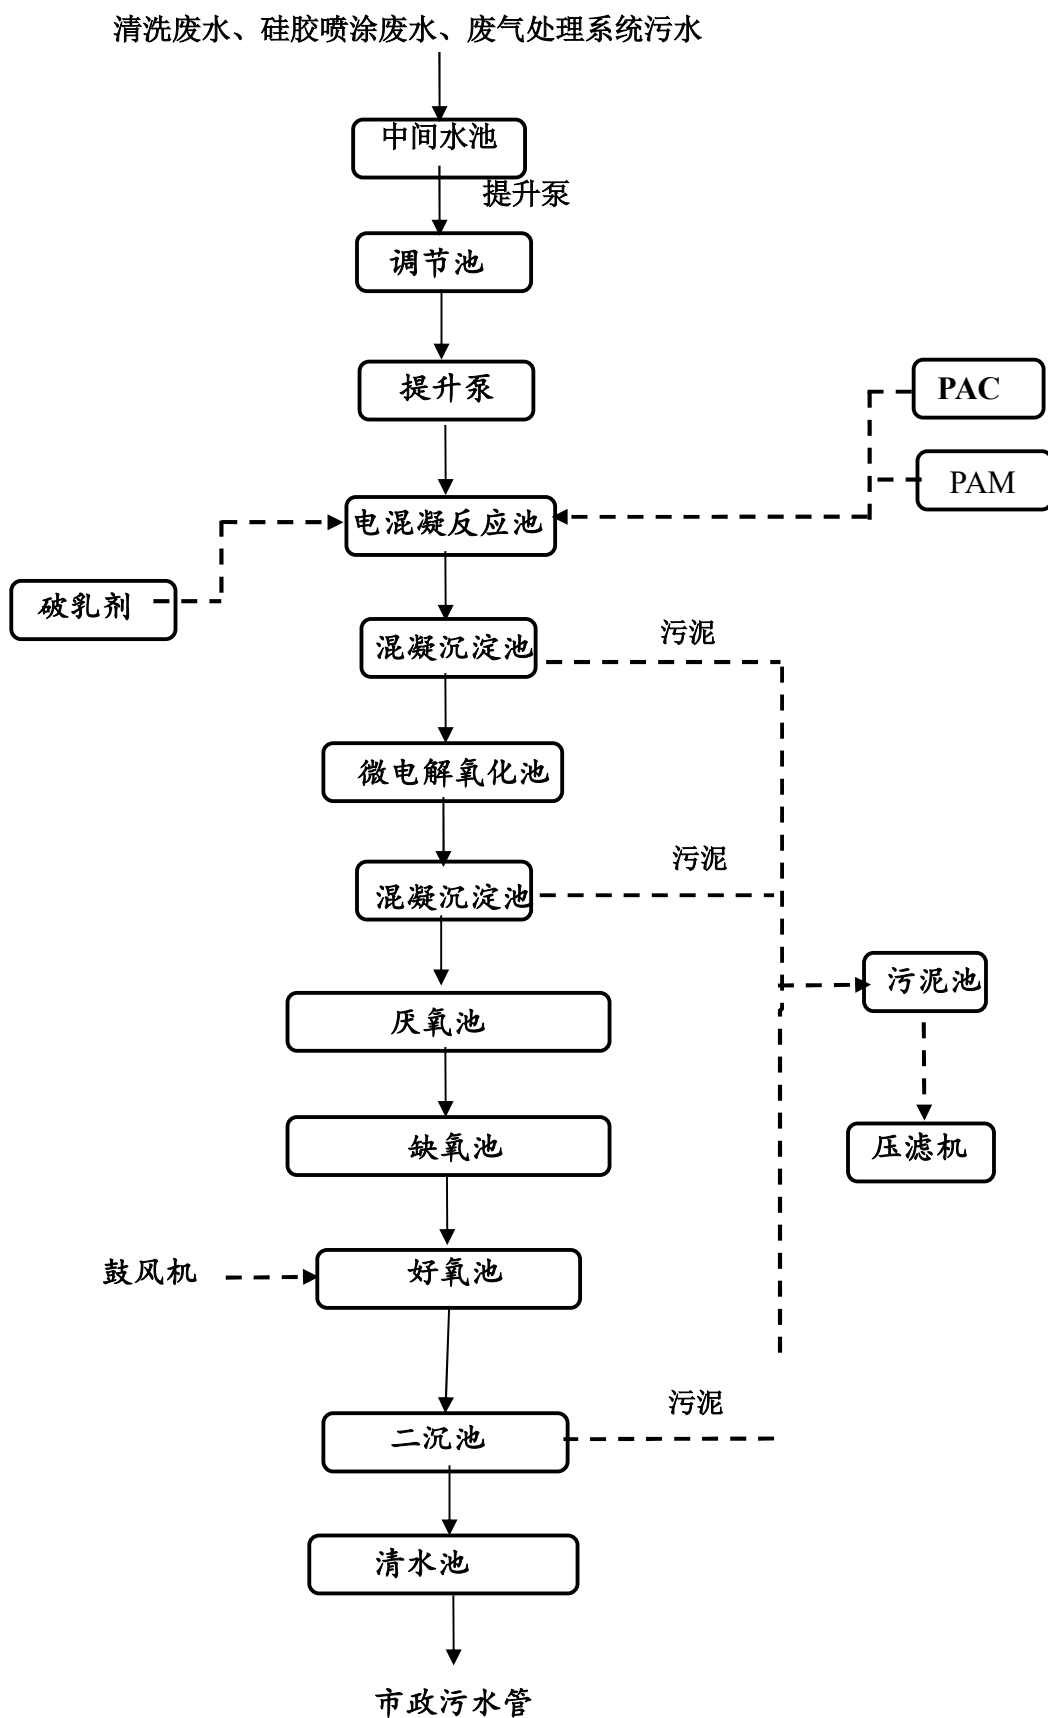 清洗废水、硅胶喷涂废水、废气处理系统污水
中间水池
提升泵
调节池
提升泵
PAC
PAM
电混凝反应池
破乳剂
混凝沉淀池
污泥
微电解氧化池
污泥
混凝沉淀池
污泥池
厌氧池
缺氧池
压滤机
鼓风机
好氧池
污泥
二沉池
清水池
市政污水管